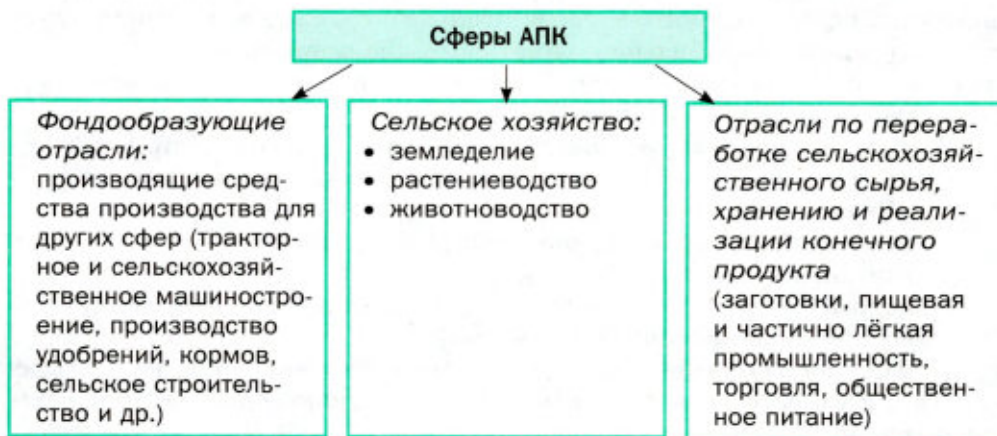 Сферы АПК
Фондообразующие
отрасли:
производящие сред-
ства производства для
других сфер (трактор-
ное и сельскохозяй-
ственное машиностро-
ение, производство
удобрений, кормов,
сельское строитель-
ство и др.)
Сельское хозяйство:
• земледелие
• растениеводство
• животноводство
Отрасли по перера-
ботке сельскохозяй-
ственного сырья,
хранению и реали-
зации конечного
продукта
(заготовки, пищевая
и частично лёгкая
промышленность,
торговля, обществен-
ное питание)